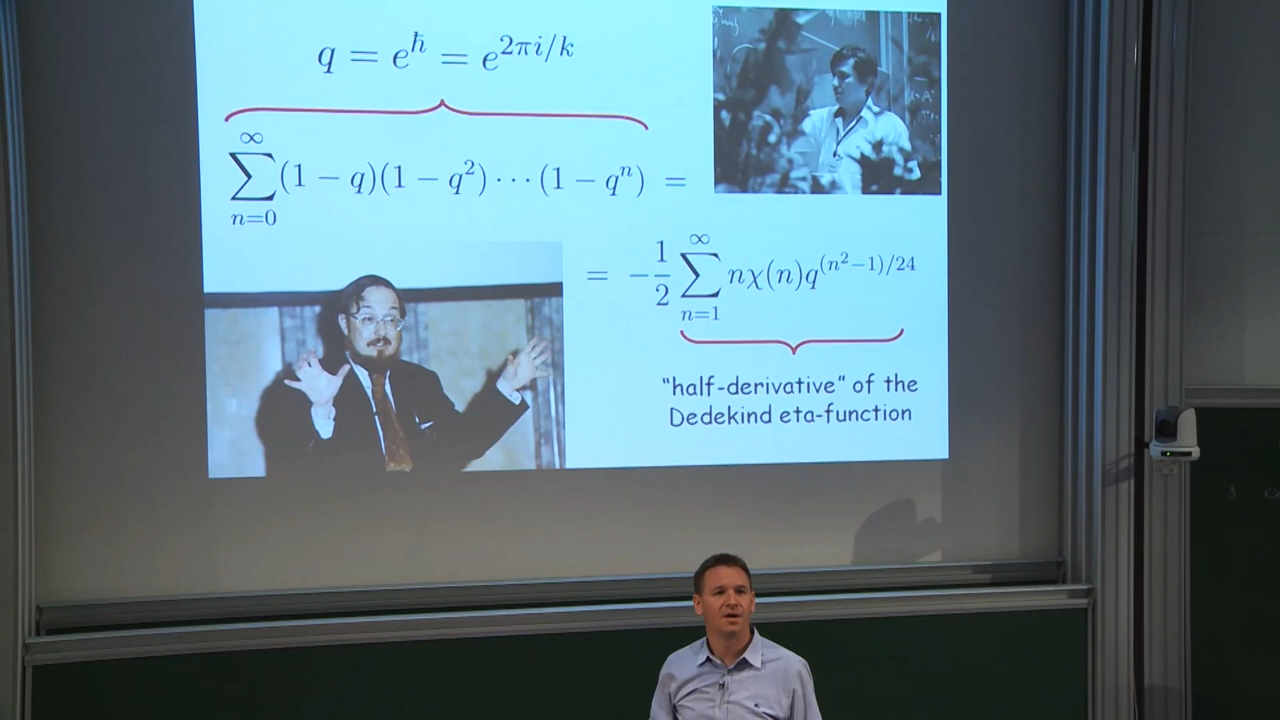 q = e^ħ = e^{2πi/k}
∞
∑(1 − q)(1 − q²) ⋯ (1 − qⁿ) =
n=0
= −1/2 ∑_{n=1}^{∞} nχ(n)q^{(n²−1)/24}
"half-derivative" of the
Dedekind eta-function